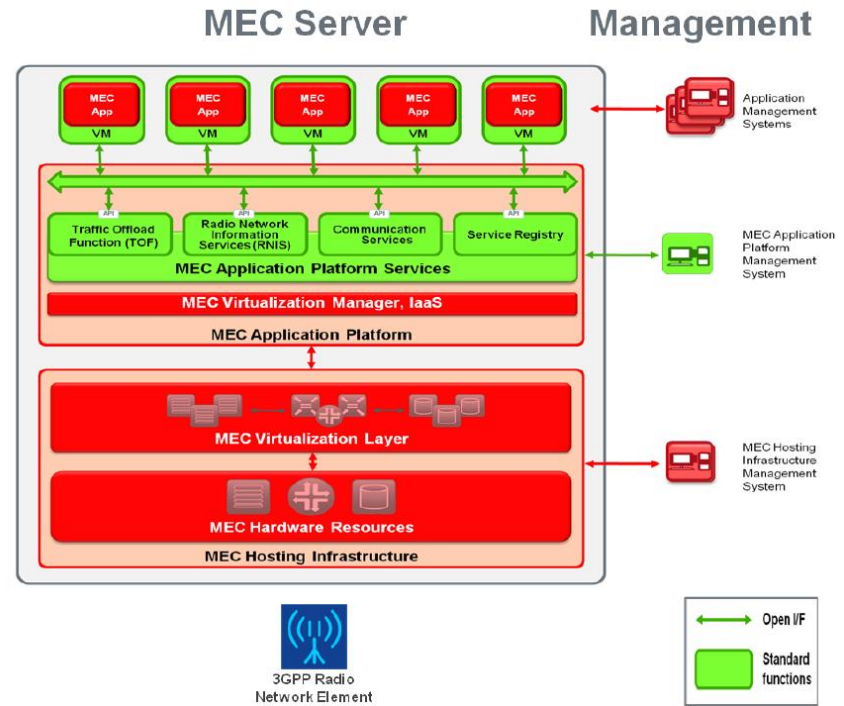 MEC Server
Management
MEC
App
VM
MEC
App
VM
MEC
App
VM
MEC
App
VM
MEC
App
VM
Application
Management
Systems
API
API
API
API
Traffic Offload
Function (TOF)
Radio Network
Information
Services (RNIS)
Communication
Services
Service Registry
MEC Application Platform Services
MEC Application
Platform
Management
System
MEC Virtualization Manager, IaaS
MEC Application Platform
MEC Virtualization Layer
MEC Hosting
Infrastructure
Management
System
MEC Hardware Resources
MEC Hosting Infrastructure
3GPP Radio
Network Element
Open I/F
Standard
functions